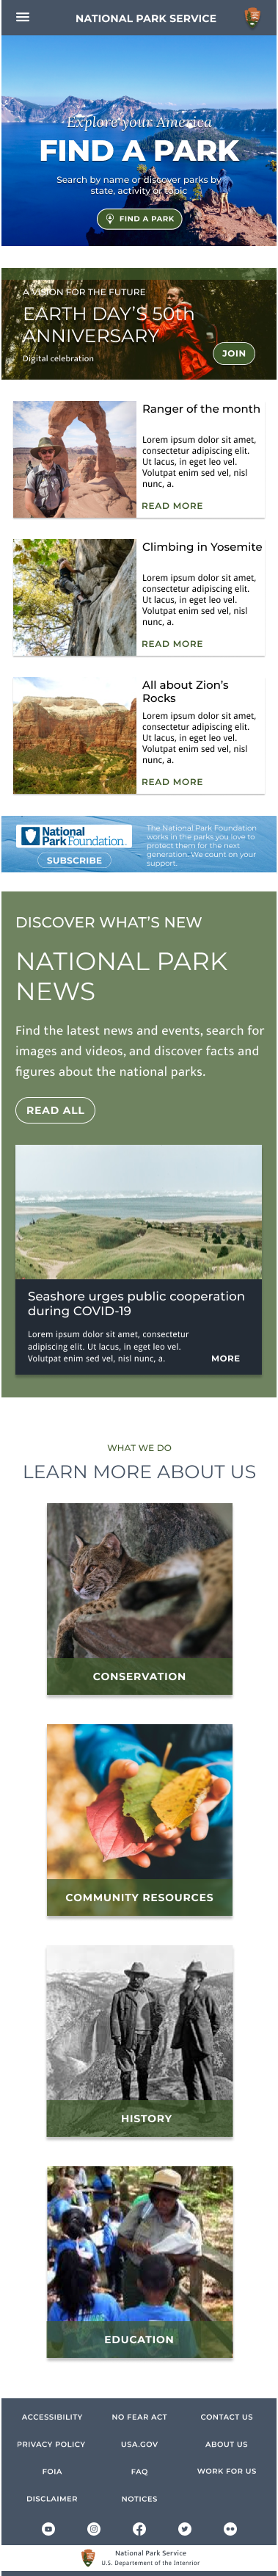 NATIONAL PARK SERVICE
Explore your America
FIND A PARK
Search by name or discover parks by
state, activity or topic
FIND A PARK
A VISION FOR THE FUTURE
EARTH DAY'S 50th
ANNIVERSARY
Digital celebration
JOIN
Ranger of the month
Lorem ipsum dolor sit amet,
consectetur adipiscing elit.
Ut lacus, in eget leo vel.
Volutpat enim sed vel, nisl
nunc, a.
READ MORE
Climbing in Yosemite
Lorem ipsum dolor sit amet,
consectetur adipiscing elit.
Ut lacus, in eget leo vel.
Volutpat enim sed vel, nisl
nunc, a.
READ MORE
All about Zion's
Rocks
Lorem ipsum dolor sit amet,
consectetur adipiscing elit.
Ut lacus, in eget leo vel.
Volutpat enim sed vel, nisl
nunc, a.
READ MORE
National
Park Foundation
SUBSCRIBE
The National Park Foundation
works in the parks you love to
protect them for the next
generation. We count on your
support.
DISCOVER WHAT'S NEW
NATIONAL PARK
NEWS
Find the latest news and events, search for
images and videos, and discover facts and
figures about the national parks.
READ ALL
Seashore urges public cooperation
during COVID-19
Lorem ipsum dolor sit amet, consectetur
adipiscing elit. Ut lacus, in eget leo vel.
Volutpat enim sed vel, nisl nunc, a.
MORE
WHAT WE DO
LEARN MORE ABOUT US
CONSERVATION
COMMUNITY RESOURCES
HISTORY
EDUCATION
ACCESSIBILITY NO FEAR ACT CONTACT US
PRIVACY POLICY USA.GOV ABOUT US
FOIA FAQ WORK FOR US
DISCLAIMER NOTICES
National Park Service
U.S. Departement of the Intenrior